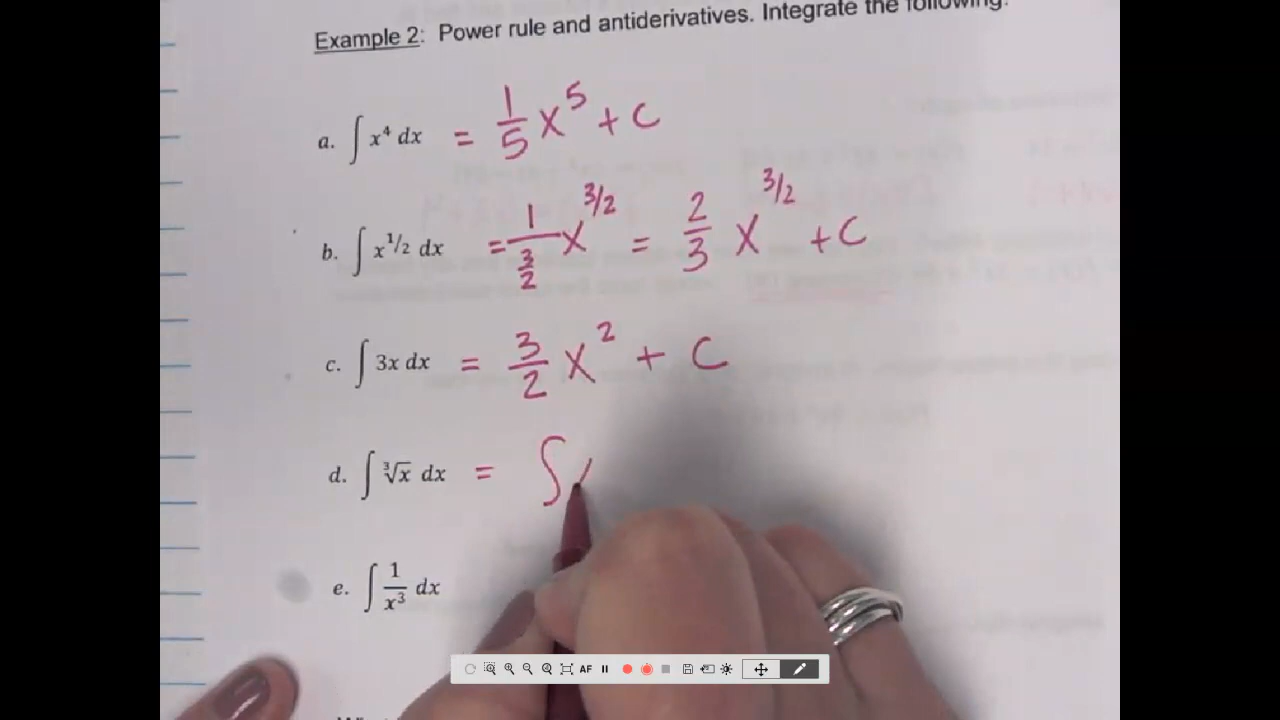 Example 2: Power rule and antiderivatives. Integrate the following.
a. ∫ x⁴ dx = 1/5 x⁵ + C
b. ∫ x^{1/2} dx = 1/(3/2) x^{3/2} = 2/3 x^{3/2} + C
c. ∫ 3x dx = 3/2 x² + C
d. ∫ ∛x dx = ∫
e. ∫ 1/x³ dx
AF